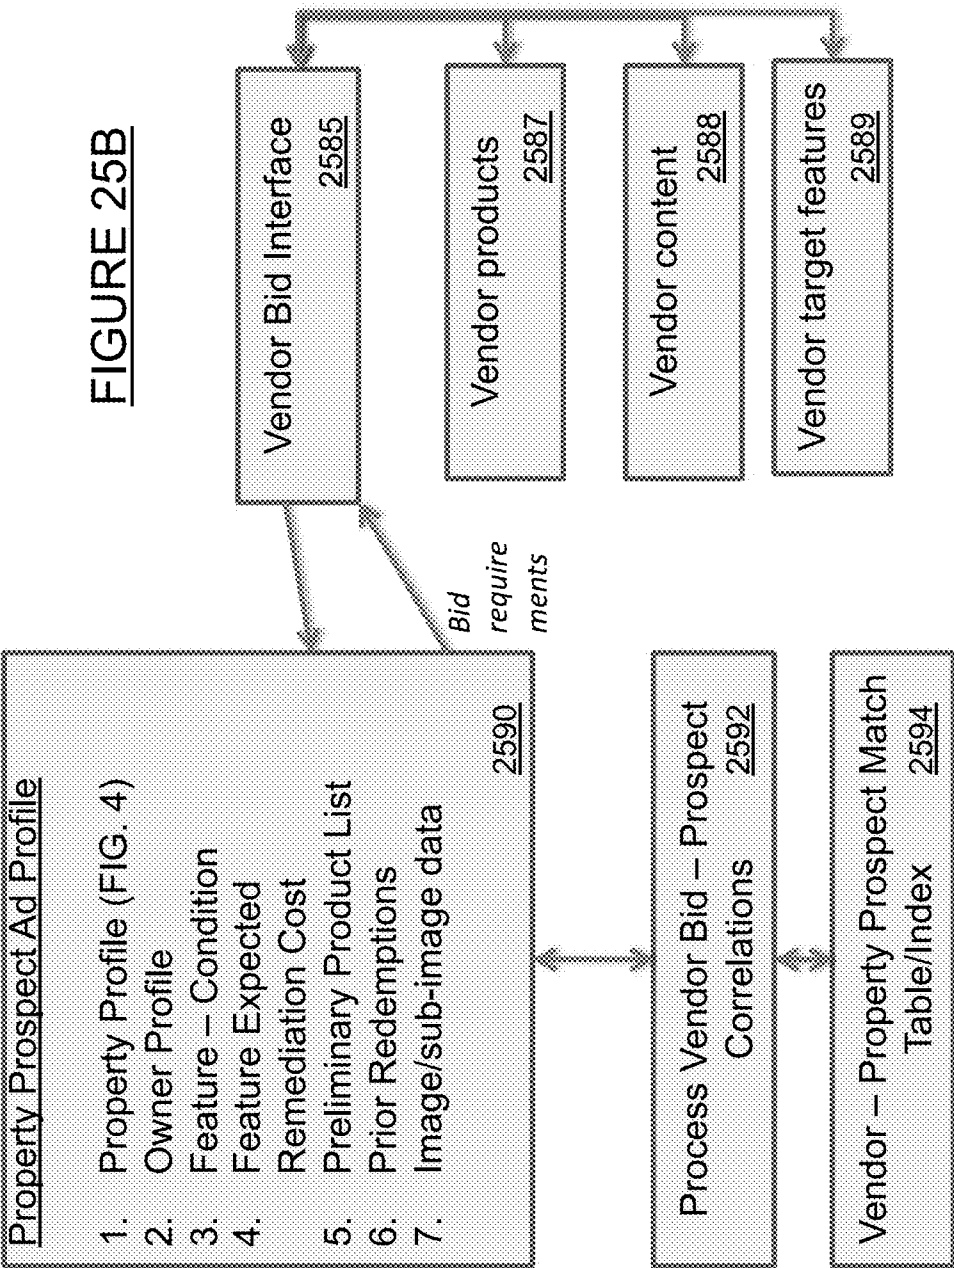 FIGURE 25B
Property Prospect Ad Profile
1. Property Profile (FIG. 4)
2. Owner Profile
3. Feature – Condition
4. Feature Expected
Remediation Cost
5. Preliminary Product List
6. Prior Redemptions
7. Image/sub-image data
2590
Bid
require
ments
Vendor Bid Interface
2585
Vendor products
2587
Vendor content
2588
Vendor target features
2589
Process Vendor Bid – Prospect
Correlations
2592
Vendor – Property Prospect Match
Table/Index
2594